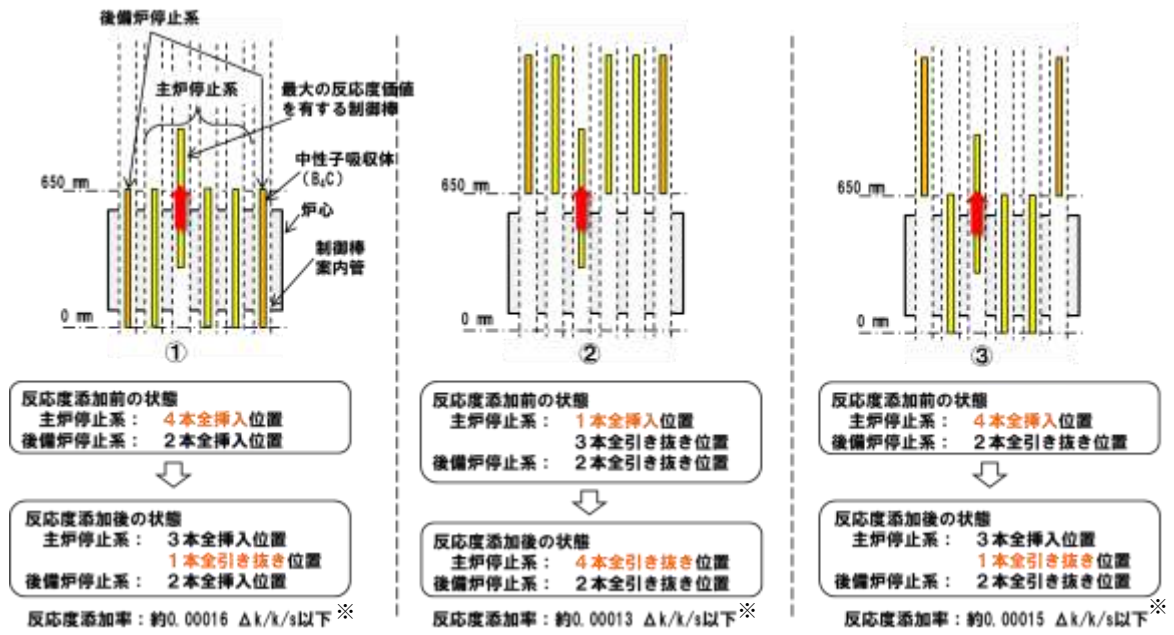 後備炉停止系
主炉停止系
最大の反応度価値
を有する制御棒
中性子吸収体
（B₄C）
650 mm
炉心
制御棒
案内管
0 mm
①
反応度添加前の状態
主炉停止系： 4本全挿入位置
後備炉停止系： 2本全挿入位置
反応度添加後の状態
主炉停止系： 3本全挿入位置
1本全引き抜き位置
後備炉停止系： 2本全挿入位置
反応度添加率：約0.00016 Δk/k/s以下※
650 mm
0 mm
②
反応度添加前の状態
主炉停止系： 1本全挿入位置
3本全引き抜き位置
後備炉停止系： 2本全引き抜き位置
反応度添加後の状態
主炉停止系： 4本全引き抜き位置
後備炉停止系： 2本全引き抜き位置
反応度添加率：約0.00013 Δk/k/s以下※
650 mm
0 mm
③
反応度添加前の状態
主炉停止系： 4本全挿入位置
後備炉停止系： 2本全引き抜き位置
反応度添加後の状態
主炉停止系： 3本全挿入位置
1本全引き抜き位置
後備炉停止系： 2本全引き抜き位置
反応度添加率：約0.00015 Δk/k/s以下※